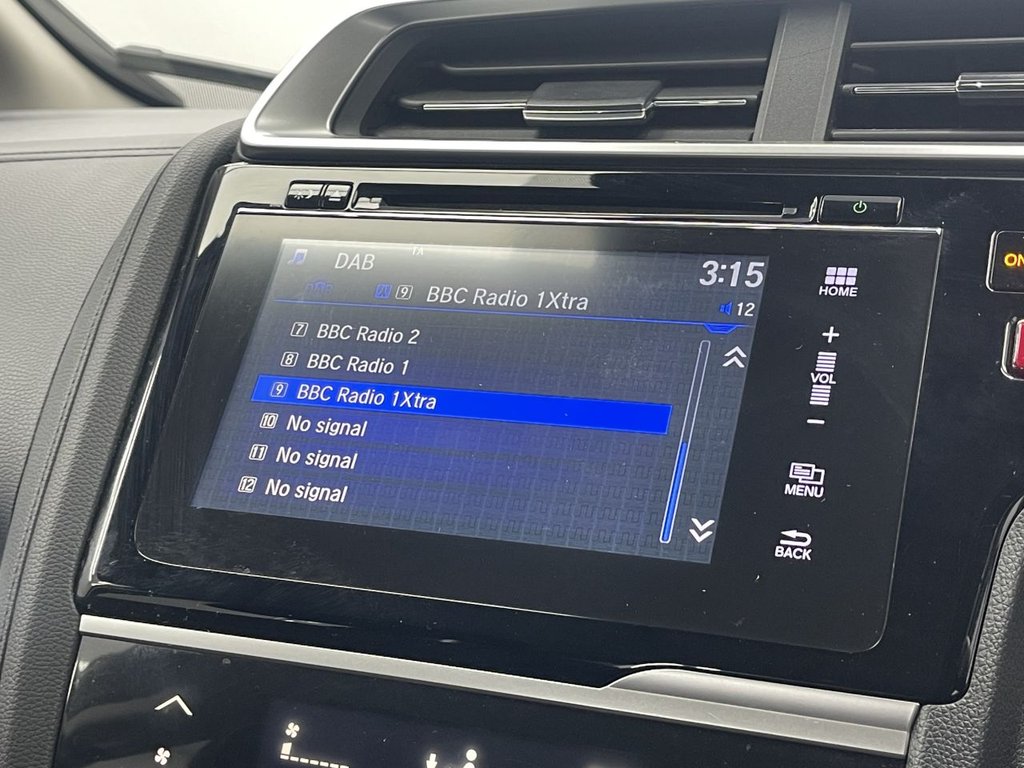 DAB
TA
3:15
9 BBC Radio 1Xtra
12
7 BBC Radio 2
8 BBC Radio 1
9 BBC Radio 1Xtra
10 No signal
11 No signal
12 No signal
HOME
+
VOL
−
MENU
BACK
ON